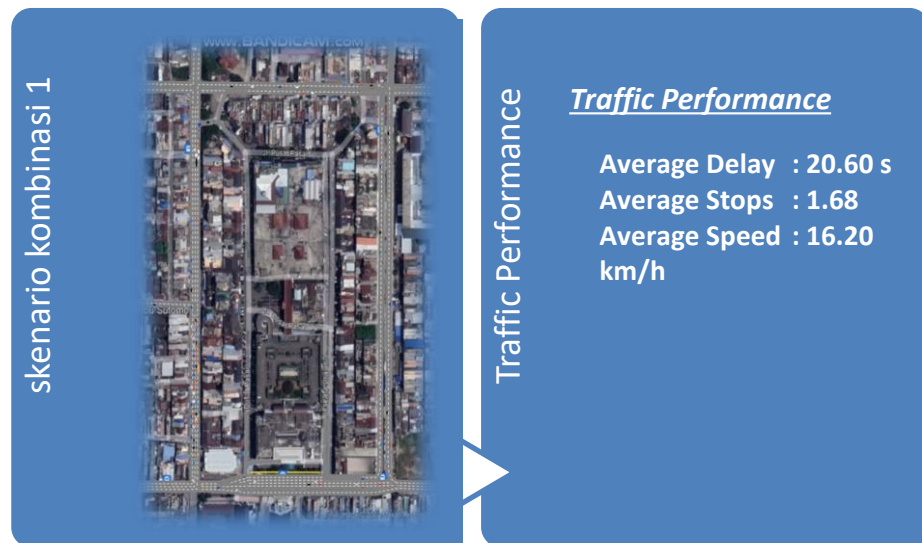 skenario kombinasi 1
www.BANDICAM.com
Traffic Performance
Traffic Performance
Average Delay : 20.60 s
Average Stops : 1.68
Average Speed : 16.20
km/h